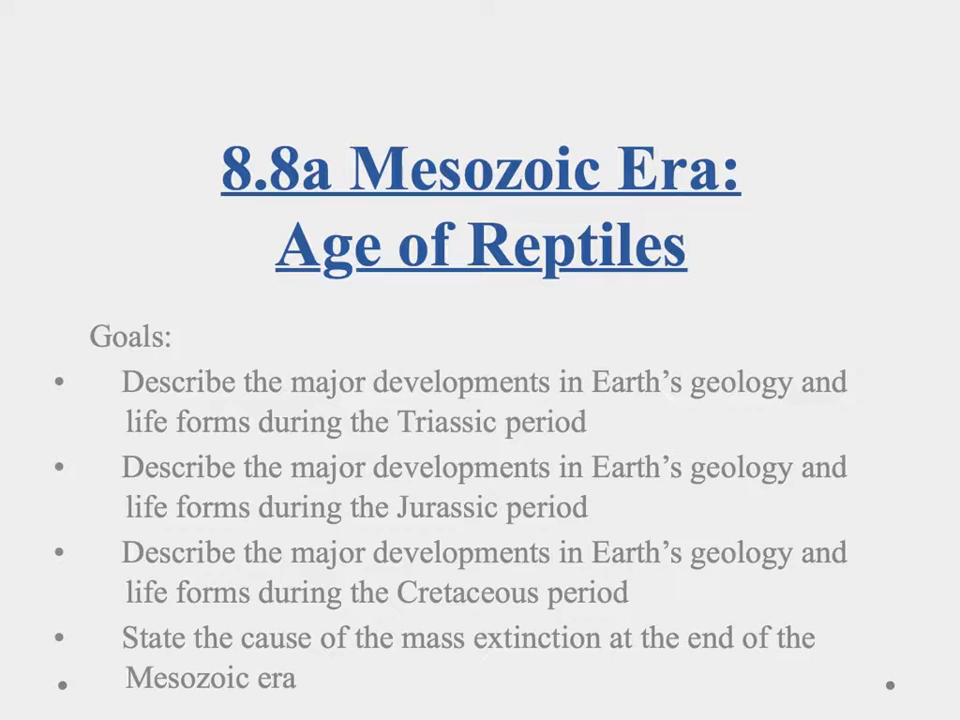 8.8a Mesozoic Era:
Age of Reptiles
Goals:
• Describe the major developments in Earth’s geology and
life forms during the Triassic period
• Describe the major developments in Earth’s geology and
life forms during the Jurassic period
• Describe the major developments in Earth’s geology and
life forms during the Cretaceous period
• State the cause of the mass extinction at the end of the
Mesozoic era